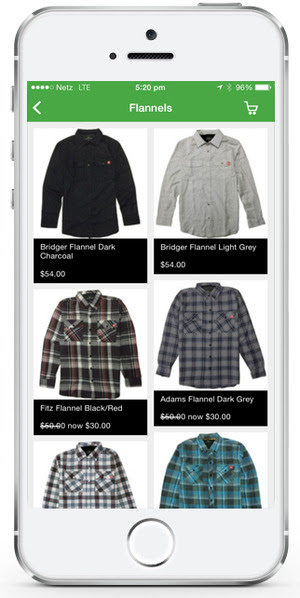 Netz LTE 5:20 pm 96%
Flannels
Bridger Flannel Dark
Charcoal
$54.00
Bridger Flannel Light Grey
$54.00
Fitz Flannel Black/Red
$50.00 now $30.00
Adams Flannel Dark Grey
$50.00 now $30.00